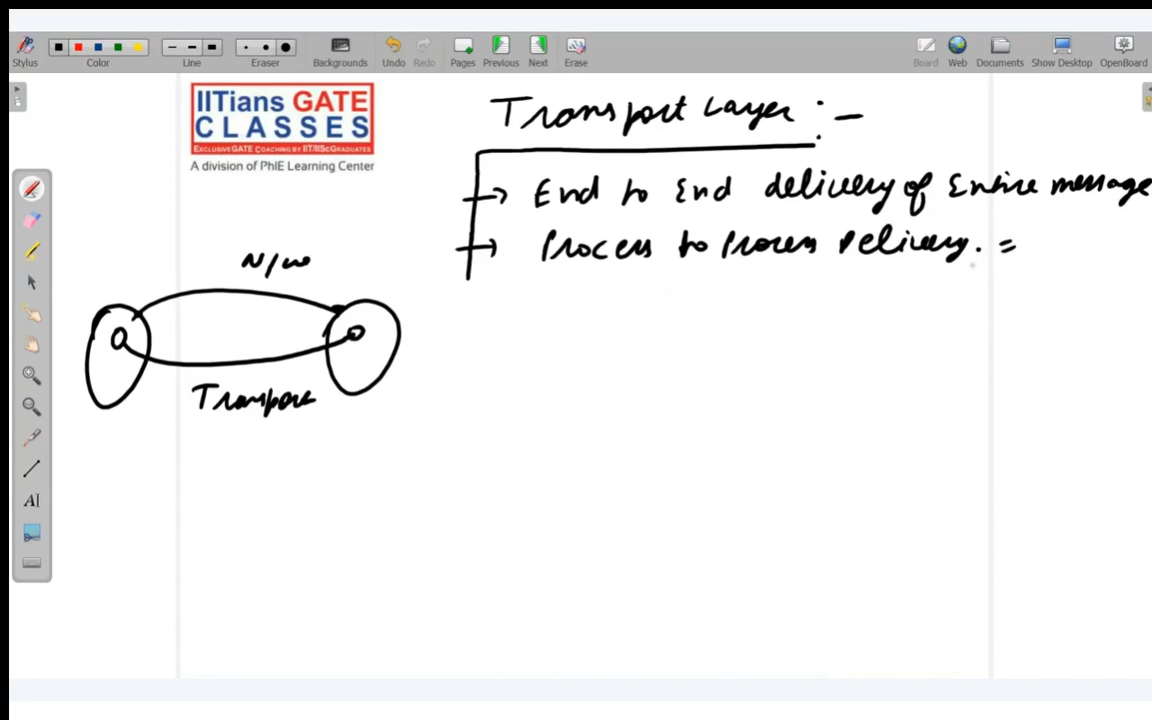 Stylus
Color
Line
Eraser
Backgrounds
Undo
Redo
Pages
Previous
Next
Erase
Board
Web
Documents
Show Desktop
OpenBoard
IITians GATE
CLASSES
EXCLUSIVE GATE COACHING BY IIT/IISC GRADUATES
A division of PhIE Learning Center
Transport Layer :-
→ End to End delivery of Entire message
→ Process to Process Delivery. =
N/w
Transport
AI